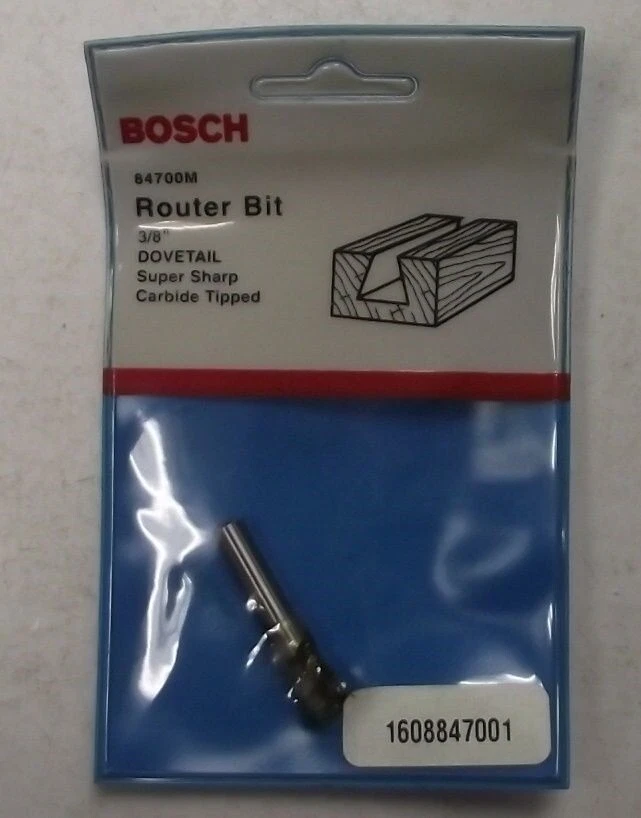 BOSCH
84700M
Router Bit
3/8"
DOVETAIL
Super Sharp
Carbide Tipped
1608847001